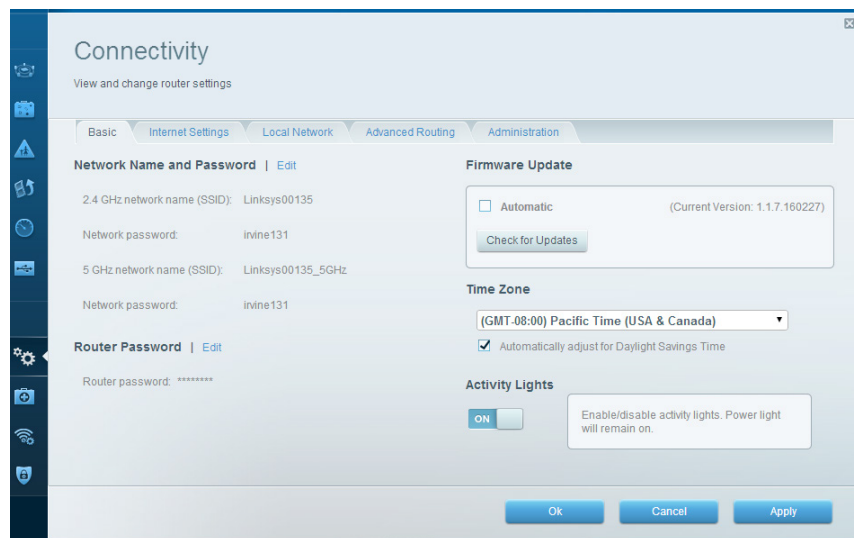 Connectivity
View and change router settings
Basic
Internet Settings
Local Network
Advanced Routing
Administration
Network Name and Password | Edit
2.4 GHz network name (SSID): Linksys00135
Network password: irvine131
5 GHz network name (SSID): Linksys00135_5GHz
Network password: irvine131
Router Password | Edit
Router password: ********
Firmware Update
Automatic (Current Version: 1.1.7.160227)
Check for Updates
Time Zone
(GMT-08:00) Pacific Time (USA & Canada)
Automatically adjust for Daylight Savings Time
Activity Lights
ON
Enable/disable activity lights. Power light
will remain on.
Ok
Cancel
Apply